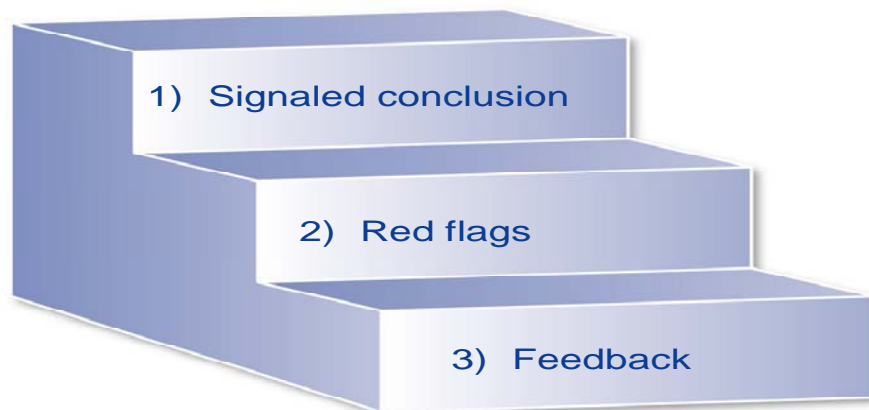 1) Signaled conclusion
2) Red flags
3) Feedback